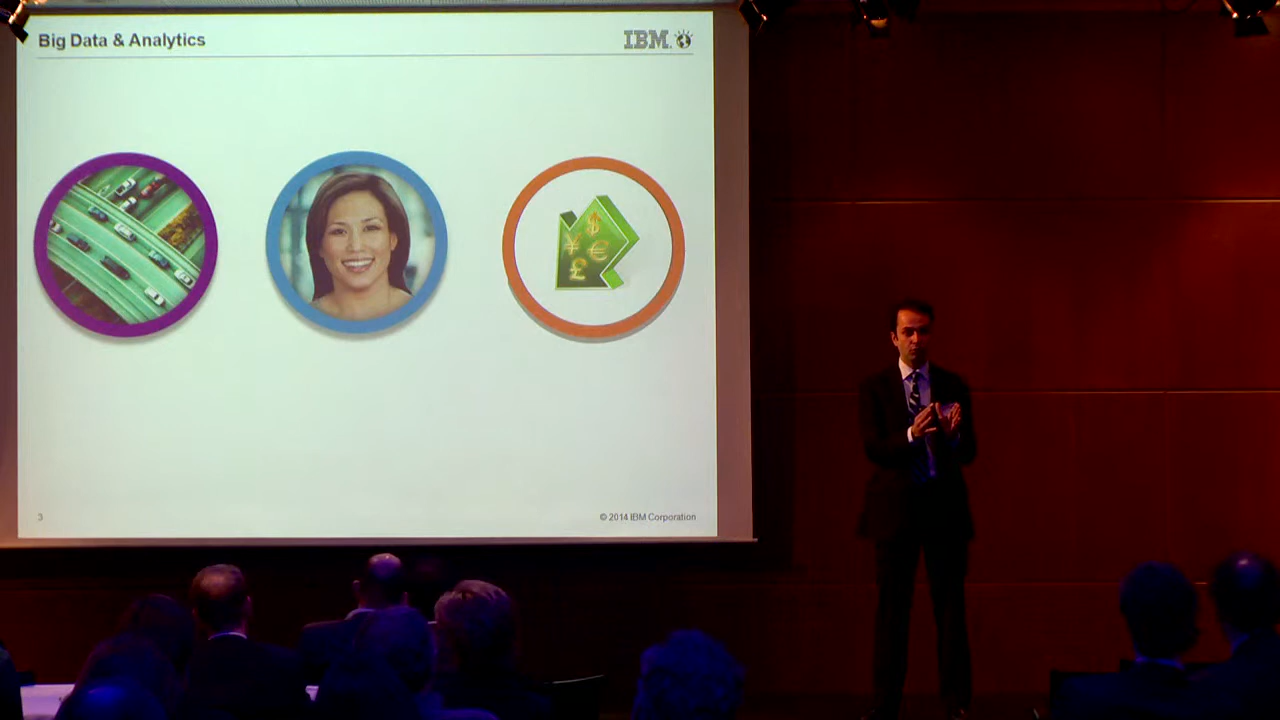 Big Data & Analytics
IBM.
$
¥
€
£
3
© 2014 IBM Corporation